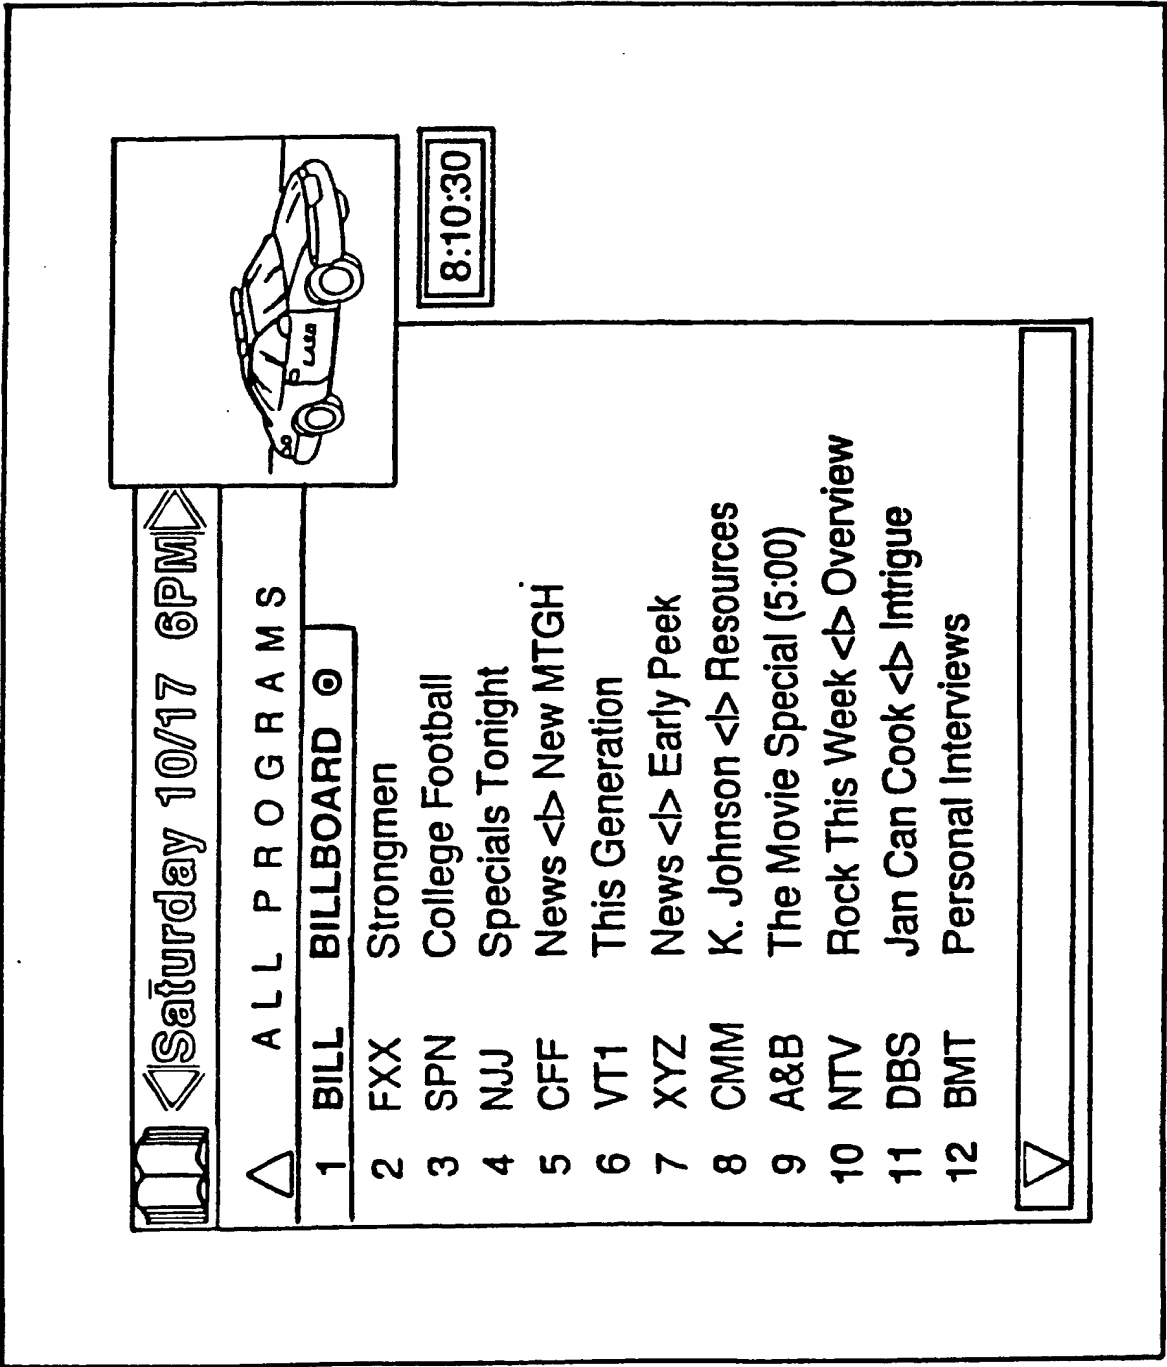 Saturday 10/17 6PM
ALL PROGRAMS
1 BILL BILLBOARD
2 FXX Strongmen
3 SPN College Football
4 NJJ Specials Tonight
5 CFF News <I> New MTGH
6 VT1 This Generation
7 XYZ News <I> Early Peek
8 CMM K. Johnson <I> Resources
9 A&B The Movie Special (5:00)
10 NTV Rock This Week <I> Overview
11 DBS Jan Can Cook <I> Intrigue
12 BMT Personal Interviews
8:10:30